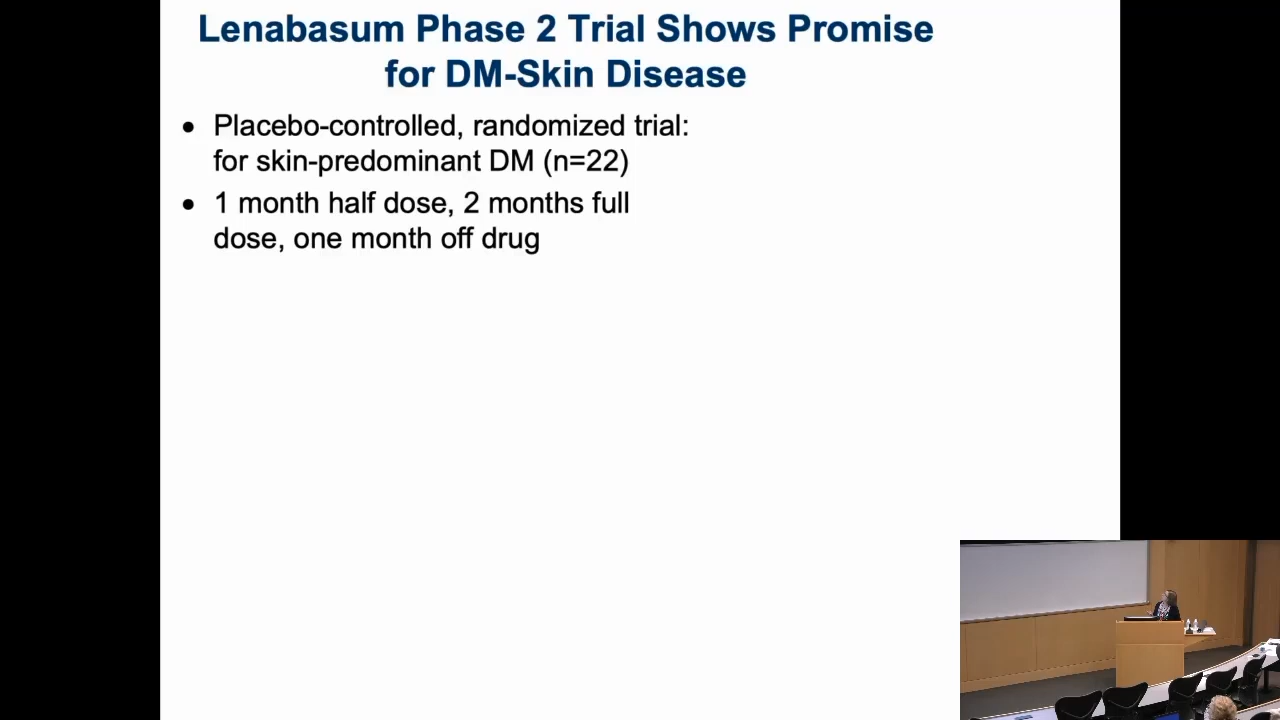 Lenabasum Phase 2 Trial Shows Promise
for DM-Skin Disease
• Placebo-controlled, randomized trial:
for skin-predominant DM (n=22)
• 1 month half dose, 2 months full
dose, one month off drug